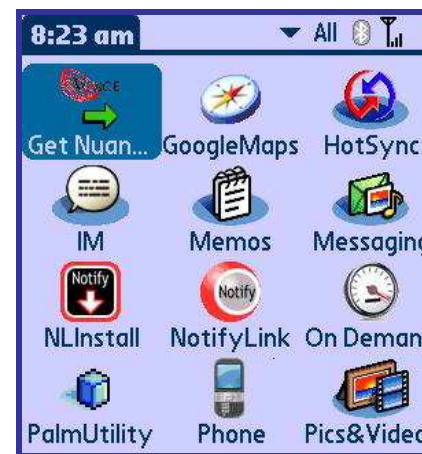 8:23 am All
Get Nuan... GoogleMaps HotSync
IM Memos Messaging
Notify Notify
NLInstall NotifyLink On Deman
PalmUtility Phone Pics&Video